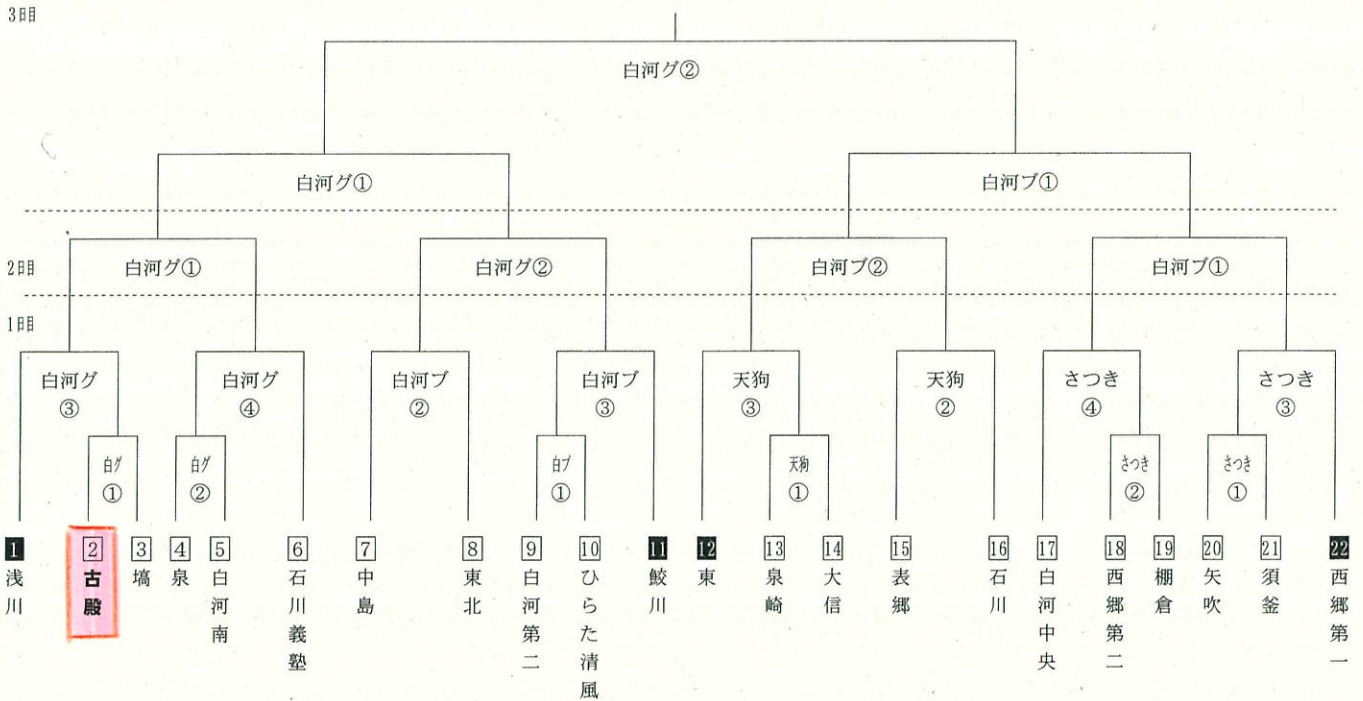 3日目
白河グ②
白河グ①
白河ブ①
2日目
白河グ①
白河グ②
白河ブ②
白河ブ①
1日目
白河グ
③
白河グ
④
白河ブ
②
白河ブ
③
天狗
③
天狗
②
さつき
④
さつき
③
白グ
①
白グ
②
白ブ
①
天狗
①
さつき
②
さつき
①
1 浅川
2 古殿
3 塙
4 泉
5 白河南
6 石川義塾
7 中島
8 東北
9 白河第二
10 ひらた清風
11 鮫川
12 東
13 泉崎
14 大信
15 表郷
16 石川
17 白河中央
18 西郷第二
19 棚倉
20 矢吹
21 須釜
22 西郷第一